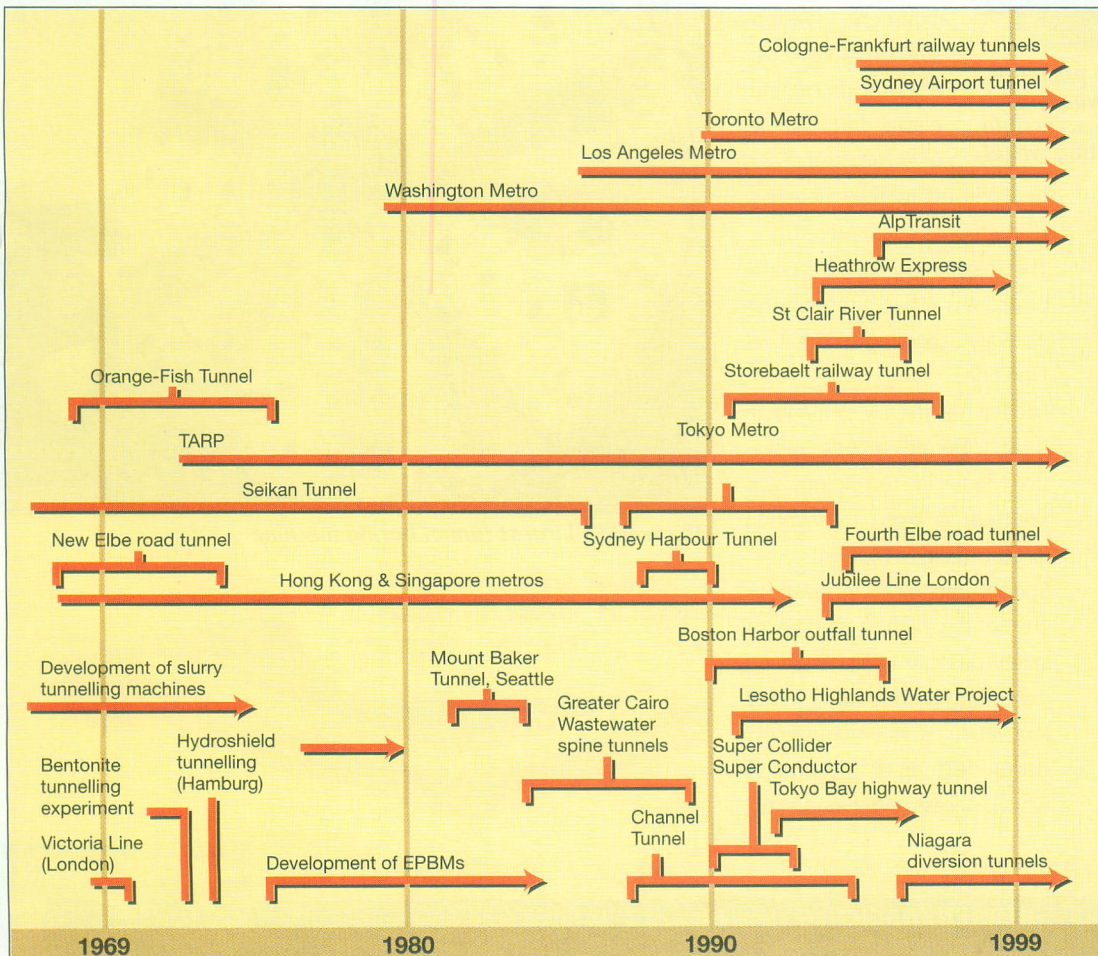 Cologne-Frankfurt railway tunnels
Sydney Airport tunnel
Toronto Metro
Los Angeles Metro
Washington Metro
AlpTransit
Heathrow Express
St Clair River Tunnel
Orange-Fish Tunnel
Storebaelt railway tunnel
TARP
Tokyo Metro
Seikan Tunnel
New Elbe road tunnel
Sydney Harbour Tunnel
Fourth Elbe road tunnel
Hong Kong & Singapore metros
Jubilee Line London
Boston Harbor outfall tunnel
Development of slurry
tunnelling machines
Mount Baker
Tunnel, Seattle
Lesotho Highlands Water Project
Greater Cairo
Wastewater
spine tunnels
Hydroshield
tunnelling
(Hamburg)
Super Collider
Super Conductor
Bentonite
tunnelling
experiment
Tokyo Bay highway tunnel
Channel
Tunnel
Victoria Line
(London)
Development of EPBMs
Niagara
diversion tunnels
1969
1980
1990
1999